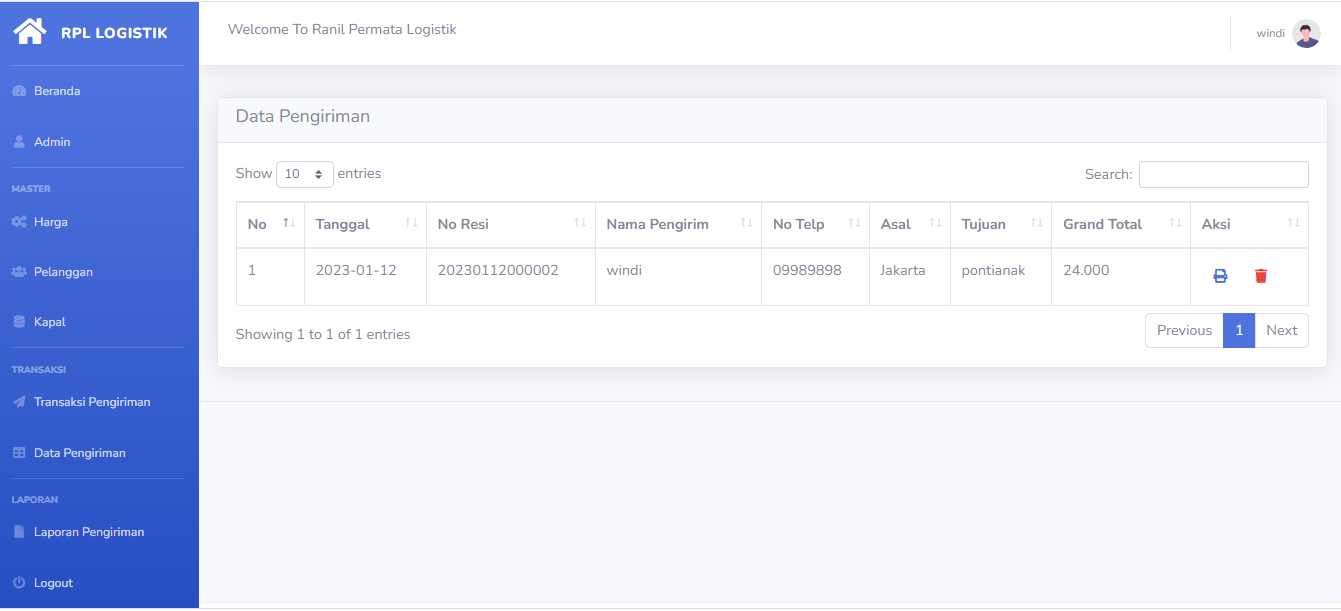 RPL LOGISTIK
Welcome To Ranil Permata Logistik
windi
Beranda
Admin
MASTER
Harga
Pelanggan
Kapal
TRANSAKSI
Transaksi Pengiriman
Data Pengiriman
LAPORAN
Laporan Pengiriman
Logout
Data Pengiriman
Show 10 entries
Search:
No Tanggal No Resi Nama Pengirim No Telp Asal Tujuan Grand Total Aksi
1 2023-01-12 20230112000002 windi 09989898 Jakarta pontianak 24.000
Showing 1 to 1 of 1 entries
Previous 1 Next